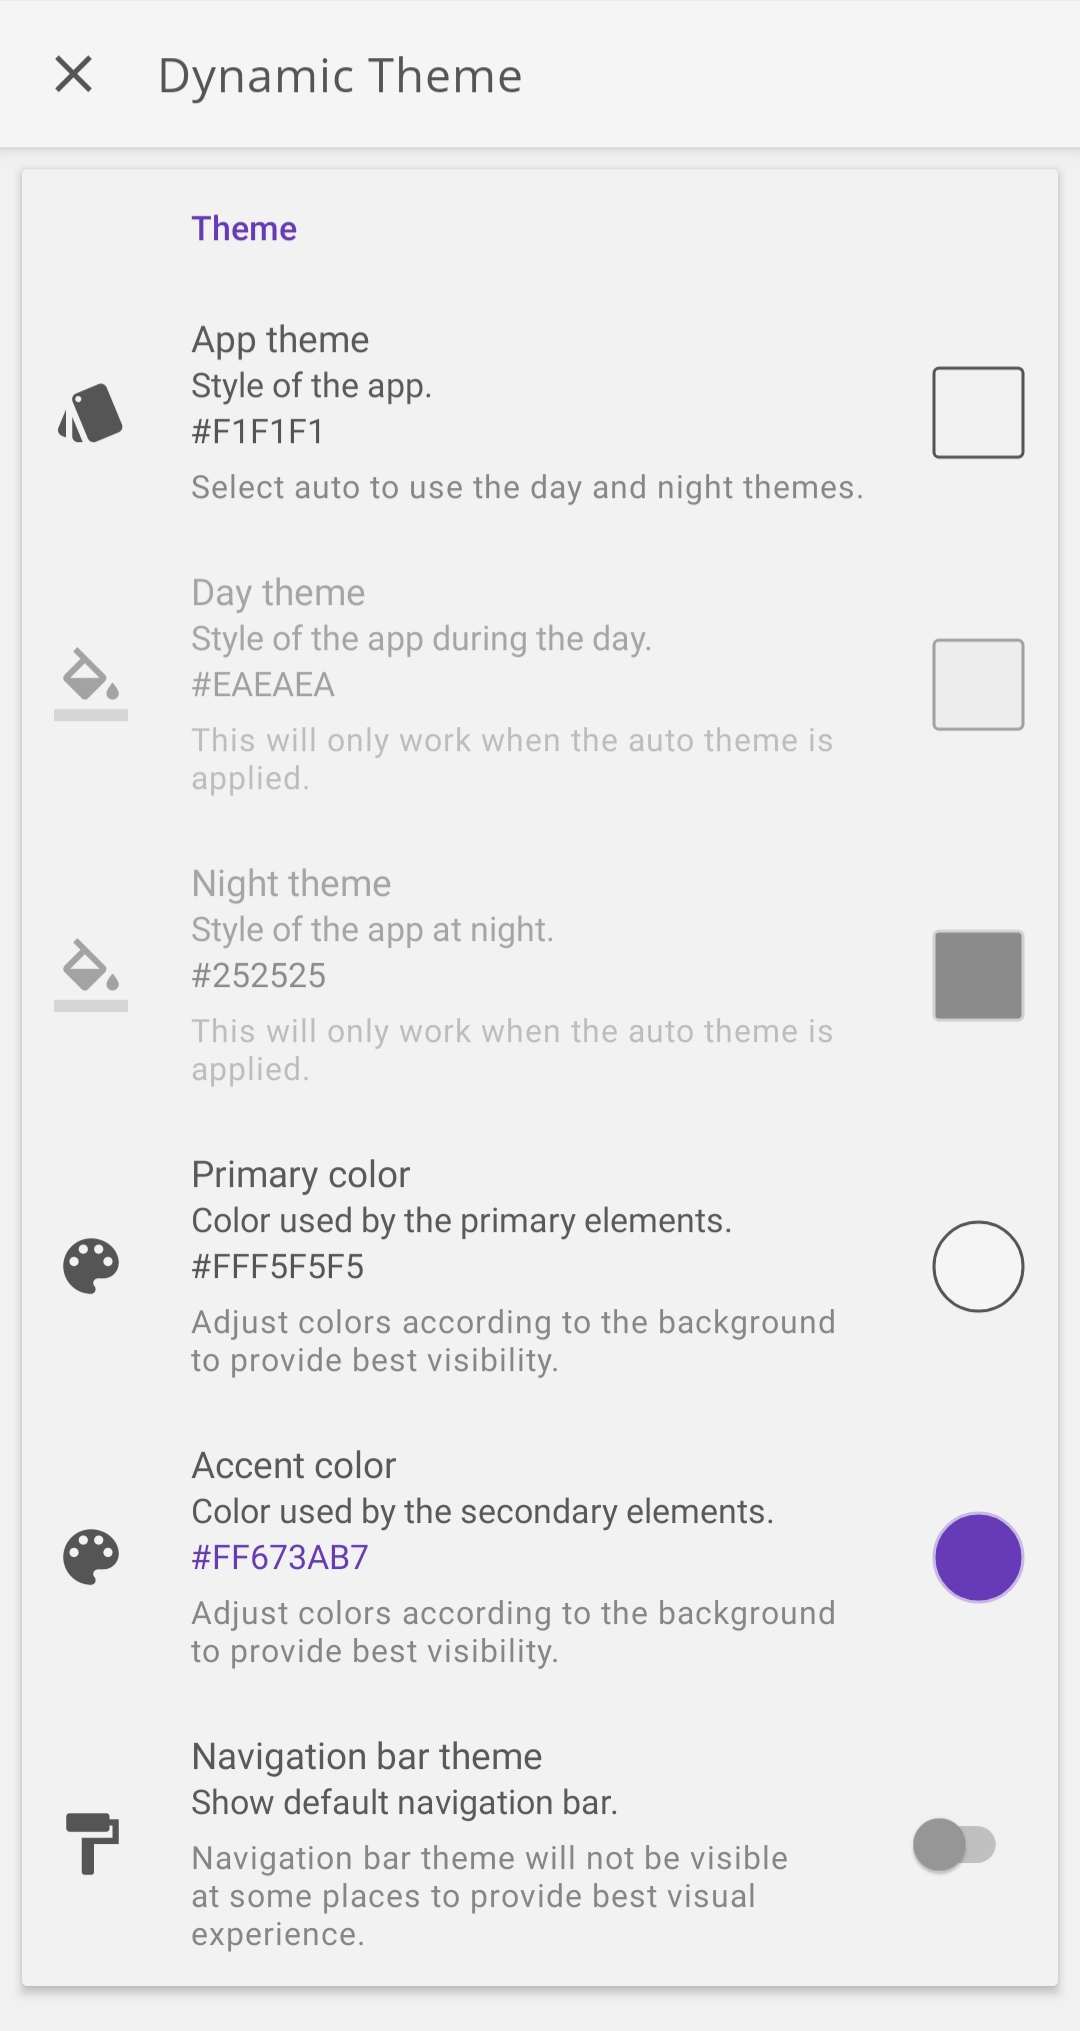 Dynamic Theme
Theme
App theme
Style of the app.
#F1F1F1
Select auto to use the day and night themes.
Day theme
Style of the app during the day.
#EAEAEA
This will only work when the auto theme is
applied.
Night theme
Style of the app at night.
#252525
This will only work when the auto theme is
applied.
Primary color
Color used by the primary elements.
#FFF5F5F5
Adjust colors according to the background
to provide best visibility.
Accent color
Color used by the secondary elements.
#FF673AB7
Adjust colors according to the background
to provide best visibility.
Navigation bar theme
Show default navigation bar.
Navigation bar theme will not be visible
at some places to provide best visual
experience.